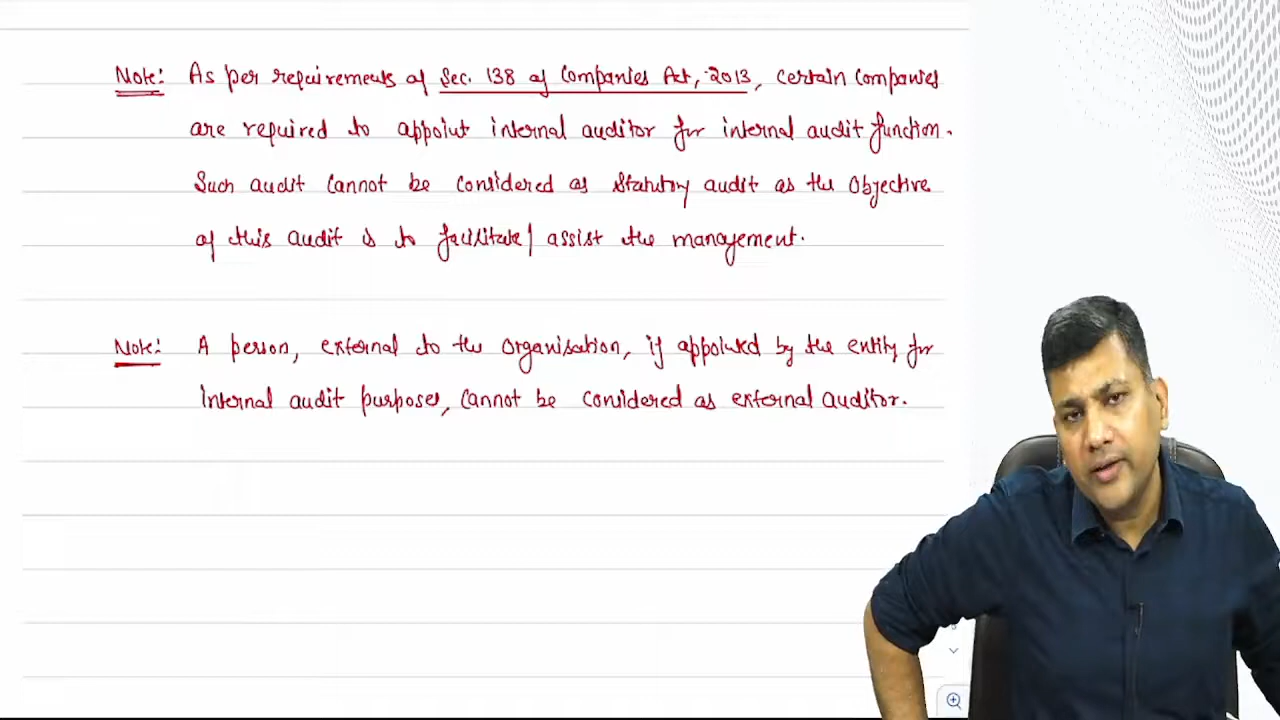 Note: As per requirements of Sec. 138 of Companies Act, 2013, certain companies
are required to appoint internal auditor for internal audit function.
Such audit cannot be considered as statutory audit as the objective
of this audit is to facilitate/ assist the management.
Note: A person, external to the organisation, if appointed by the entity for
internal audit purposes, cannot be considered as external auditor.